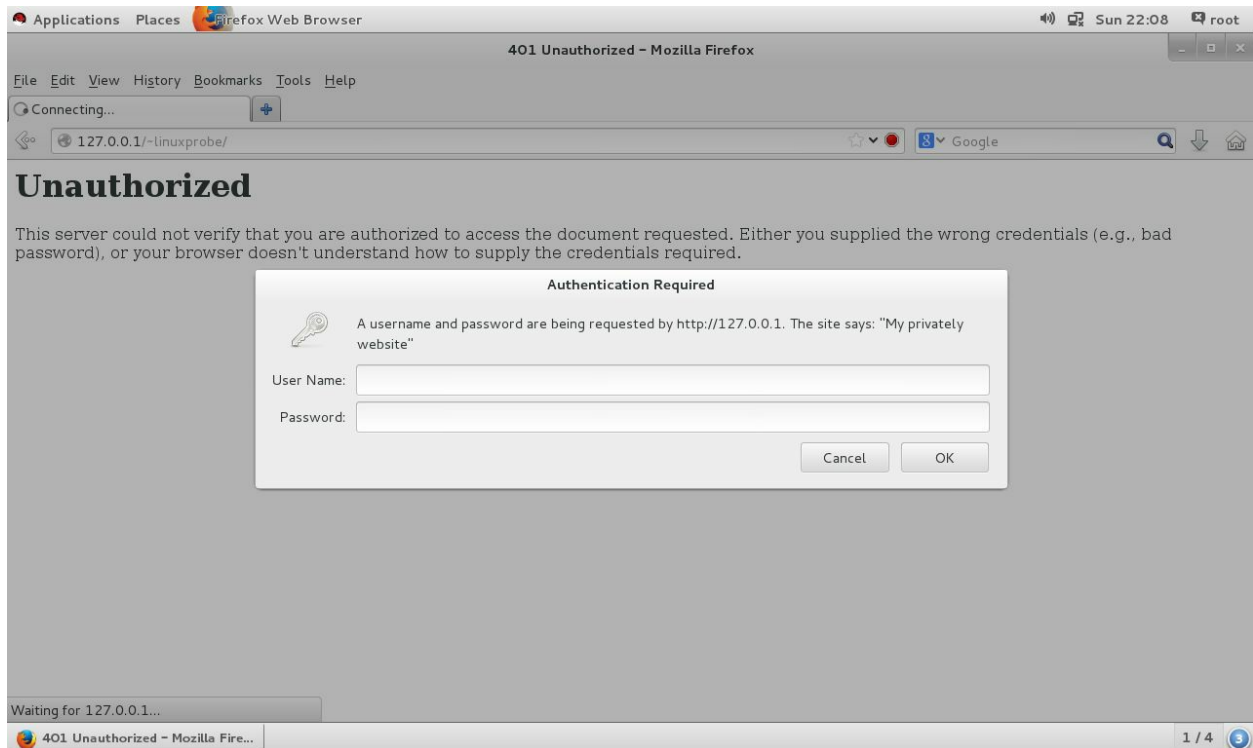 Applications Places Firefox Web Browser Sun 22:08 root
401 Unauthorized - Mozilla Firefox
File Edit View History Bookmarks Tools Help
Connecting...
127.0.0.1/~linuxprobe/ Google
Unauthorized
This server could not verify that you are authorized to access the document requested. Either you supplied the wrong credentials (e.g., bad
password), or your browser doesn't understand how to supply the credentials required.
Authentication Required
A username and password are being requested by http://127.0.0.1. The site says: "My privately
website"
User Name:
Password:
Cancel OK
Waiting for 127.0.0.1...
401 Unauthorized - Mozilla Fire... 1 / 4 3